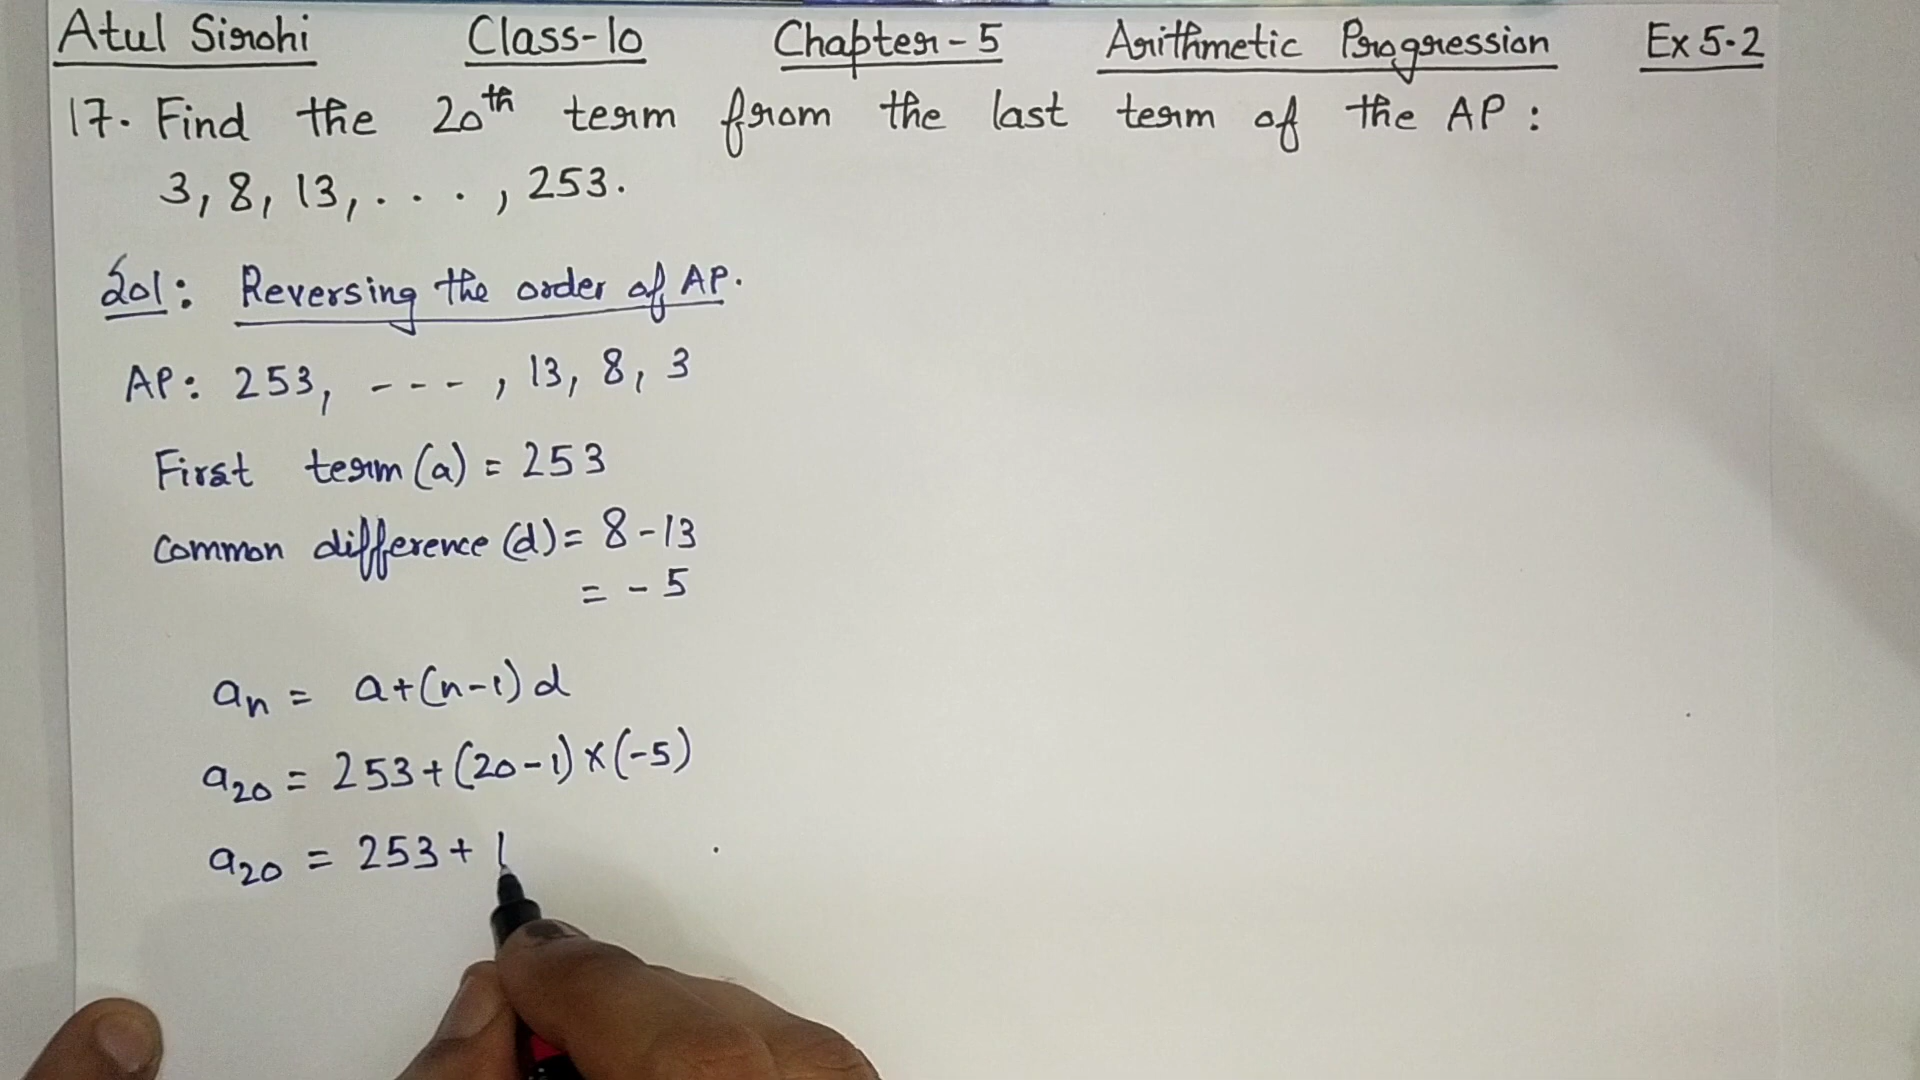 Atul Sirohi Class-10 Chapter-5 Arithmetic Progression Ex 5.2
17. Find the 20th term from the last term of the AP :
3, 8, 13, . . . , 253.
Sol: Reversing the order of AP.
AP: 253, - - - , 13, 8, 3
First term (a) = 253
Common difference (d) = 8 - 13
= - 5
an = a+(n-1) d
a20 = 253+(20-1)×(-5)
a20 = 253 + 1